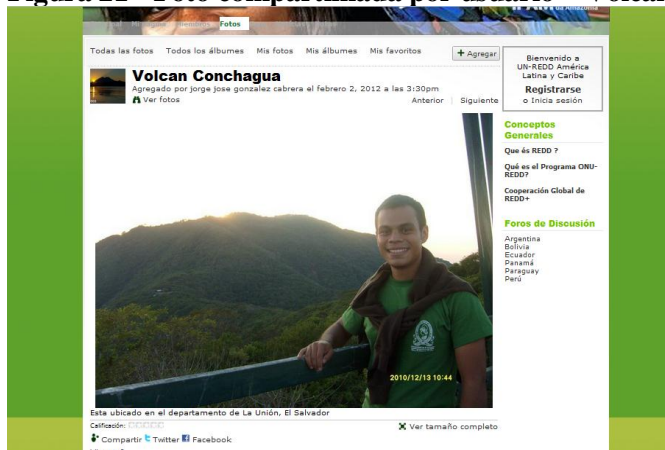 Fotos
Todas las fotos Todos los álbumes Mis fotos Mis álbumes Mis favoritos
+ Agregar
Volcan Conchagua
Agregado por jorge jose gonzalez cabrera el febrero 2, 2012 a las 3:30pm
Ver fotos
Anterior | Siguiente
2010/12/13 10:44
Esta ubicado en el departamento de La Unión, El Salvador
Calificación:
Ver tamaño completo
Compartir Twitter Facebook
Bienvenido a
UN-REDD América
Latina y Caribe
Registrarse
o Inicia sesión
Conceptos
Generales
Que és REDD ?
Qué es el Programa ONU-
REDD?
Cooperación Global de
REDD+
Foros de Discusión
Argentina
Bolivia
Ecuador
Panamá
Paraguay
Perú